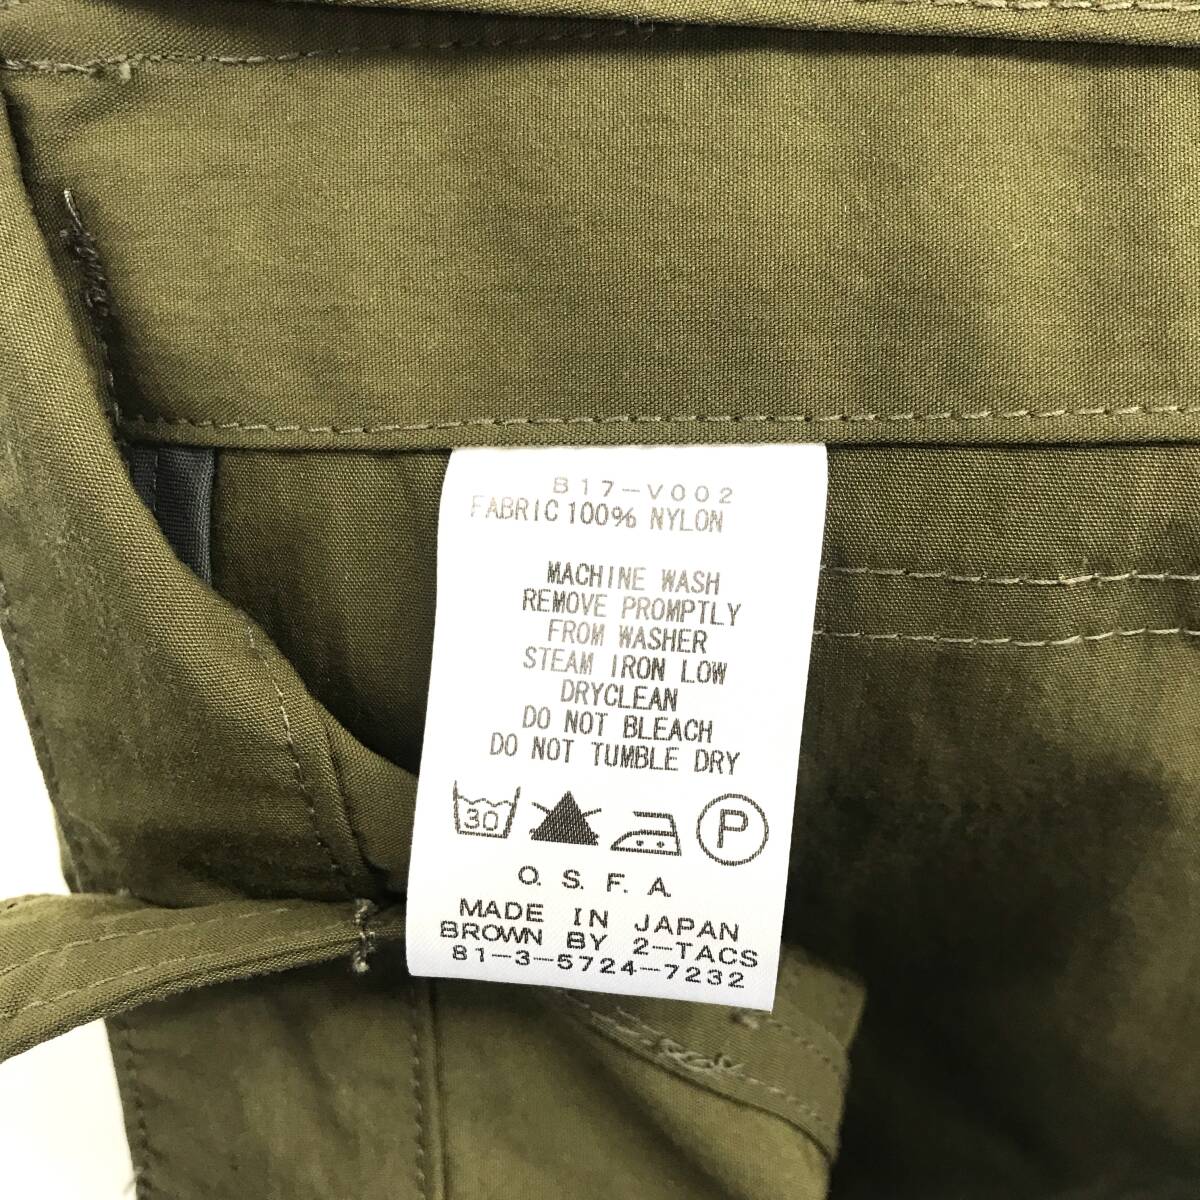 B17-V002
FABRIC 100% NYLON
MACHINE WASH
REMOVE PROMPTLY
FROM WASHER
STEAM IRON LOW
DRYCLEAN
DO NOT BLEACH
DO NOT TUMBLE DRY
30 P
O. S. F. A.
MADE IN JAPAN
BROWN BY 2-TACS
81-3-5724-7232